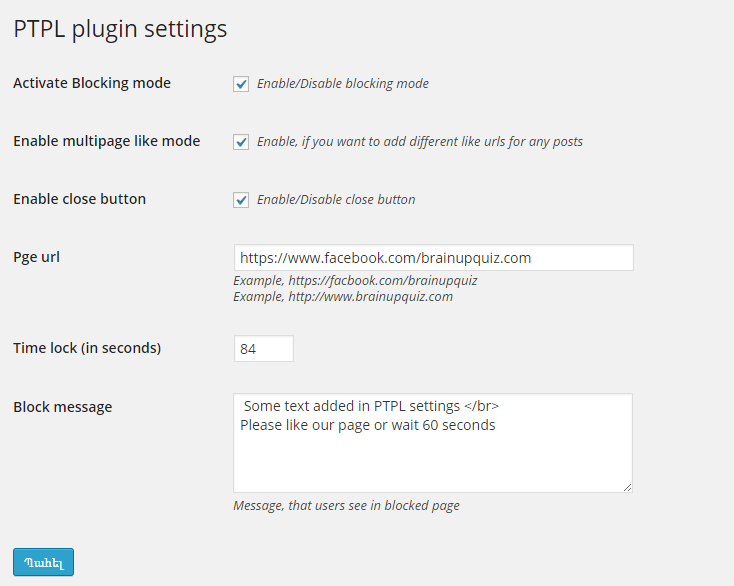 PTPL plugin settings
Activate Blocking mode Enable/Disable blocking mode
Enable multipage like mode Enable, if you want to add different like urls for any posts
Enable close button Enable/Disable close button
Pge url https://www.facebook.com/brainupquiz.com
Example, https://facbook.com/brainupquiz
Example, http://www.brainupquiz.com
Time lock (in seconds) 84
Block message Some text added in PTPL settings </br>
Please like our page or wait 60 seconds
Message, that users see in blocked page
Պահել